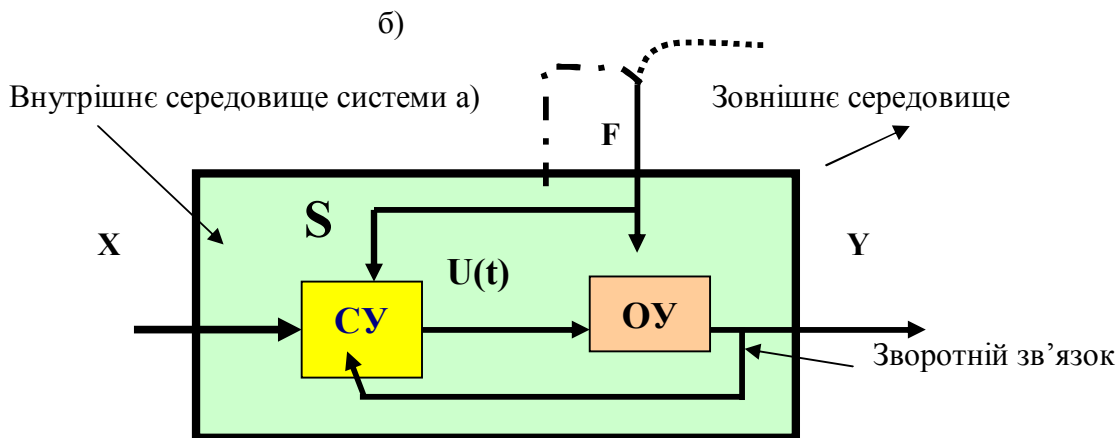 б)
Внутрішнє середовище системи а)
Зовнішнє середовище
F
S
X
Y
U(t)
СУ
ОУ
Зворотній зв’язок